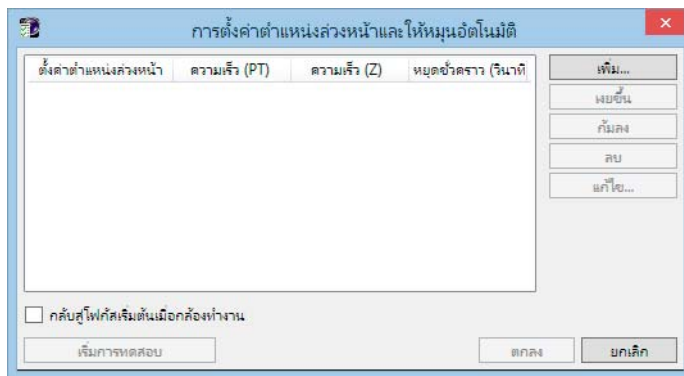 การตั้งค่าตำแหน่งล่วงหน้าและให้หมุนอัตโนมัติ
ตั้งค่าตำแหน่งล่วงหน้า ความเร็ว (PT) ความเร็ว (Z) หยุดชั่วคราว (วินาที
เพิ่ม...
เงยขึ้น
ก้มลง
ลบ
แก้ไข...
กลับสู่โฟกัสเริ่มต้นเมื่อกล้องทำงาน
เริ่มการทดสอบ
ตกลง
ยกเลิก